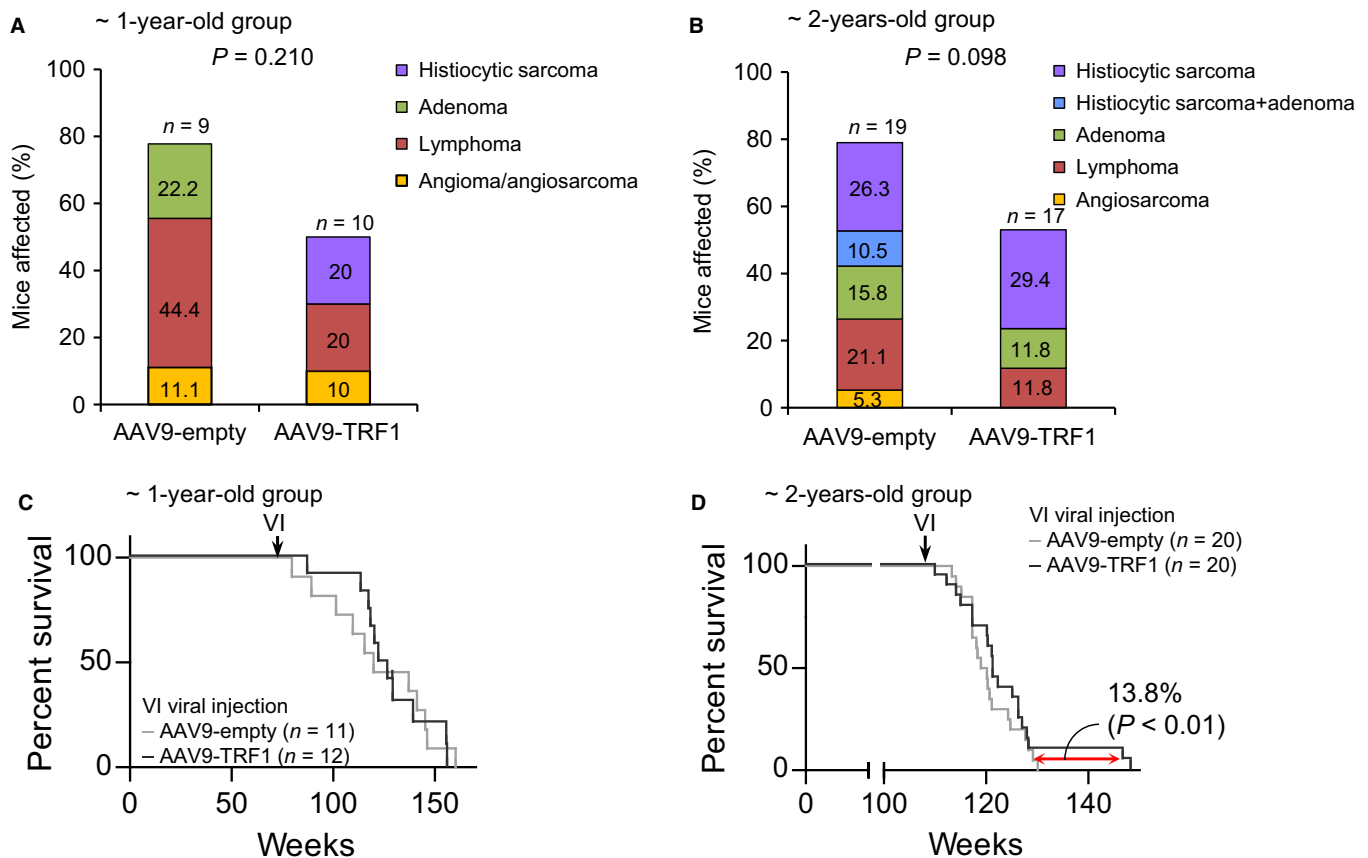 A
~ 1-year-old group
P = 0.210
Mice affected (%)
100
80
60
40
20
0
n = 9
22.2
44.4
11.1
n = 10
20
20
10
AAV9-empty
AAV9-TRF1
Histiocytic sarcoma
Adenoma
Lymphoma
Angioma/angiosarcoma
B
~ 2-years-old group
P = 0.098
Mice affected (%)
100
80
60
40
20
0
n = 19
26.3
10.5
15.8
21.1
5.3
n = 17
29.4
11.8
11.8
AAV9-empty
AAV9-TRF1
Histiocytic sarcoma
Histiocytic sarcoma+adenoma
Adenoma
Lymphoma
Angiosarcoma
C
~ 1-year-old group
VI
Percent survival
100
50
0
VI viral injection
AAV9-empty (n = 11)
AAV9-TRF1 (n = 12)
0
50
100
150
Weeks
D
~ 2-years-old group
VI
VI viral injection
AAV9-empty (n = 20)
AAV9-TRF1 (n = 20)
Percent survival
100
50
0
13.8%
(P < 0.01)
0
100
120
140
Weeks